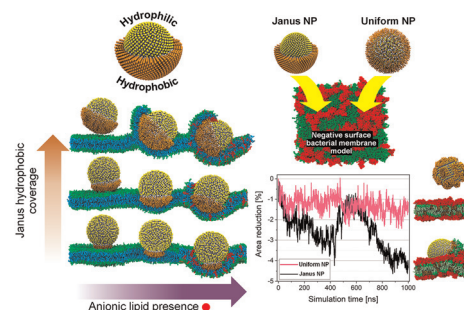 Hydrophilic
Hydrophobic
Janus hydrophobic
coverage
Anionic lipid presence
Janus NP
Uniform NP
Negative surface
bacterial membrane
model
Area reduction [%]
0
-1
-2
-3
-4
-5
Uniform NP
Janus NP
0
200
400
600
800
1000
Simulation time [ns]